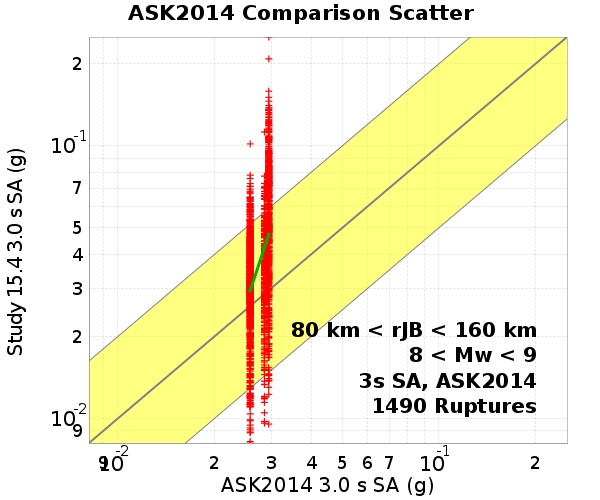 ASK2014 Comparison Scatter
Study 15.4 3.0 s SA (g)
2
10-1
7
5
4
3
2
10-2
9
80 km < rJB < 160 km
8 < Mw < 9
3s SA, ASK2014
1490 Ruptures
9 10-2 2 3 4 5 6 7 10-1 2
ASK2014 3.0 s SA (g)